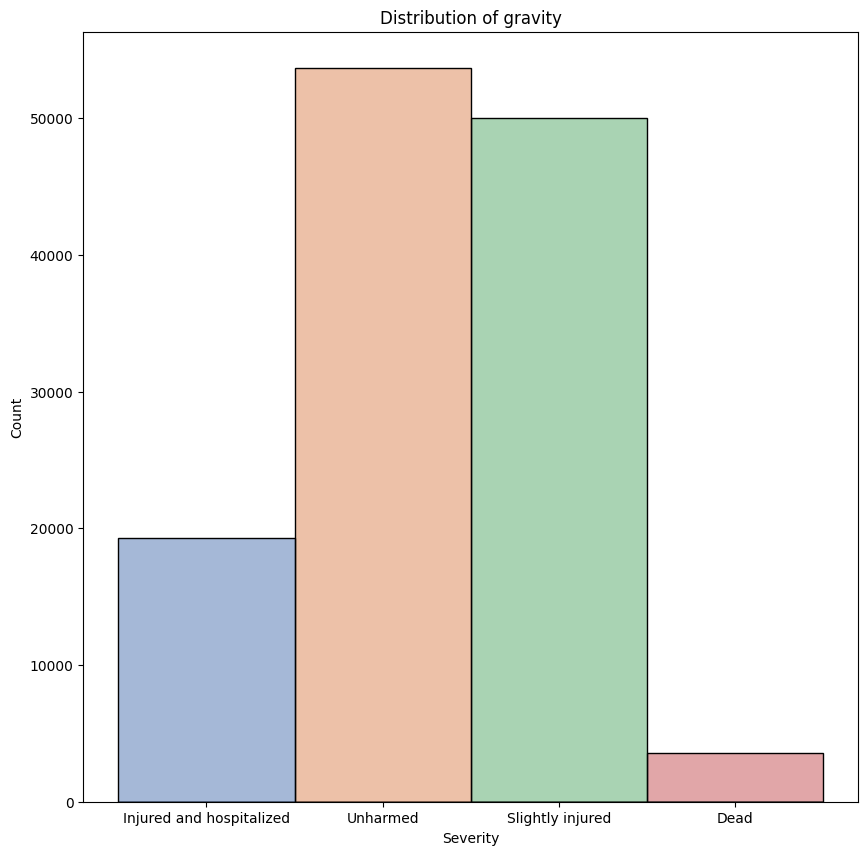 Distribution of gravity
Count
50000
40000
30000
20000
10000
0
Injured and hospitalized Unharmed Slightly injured Dead
Severity